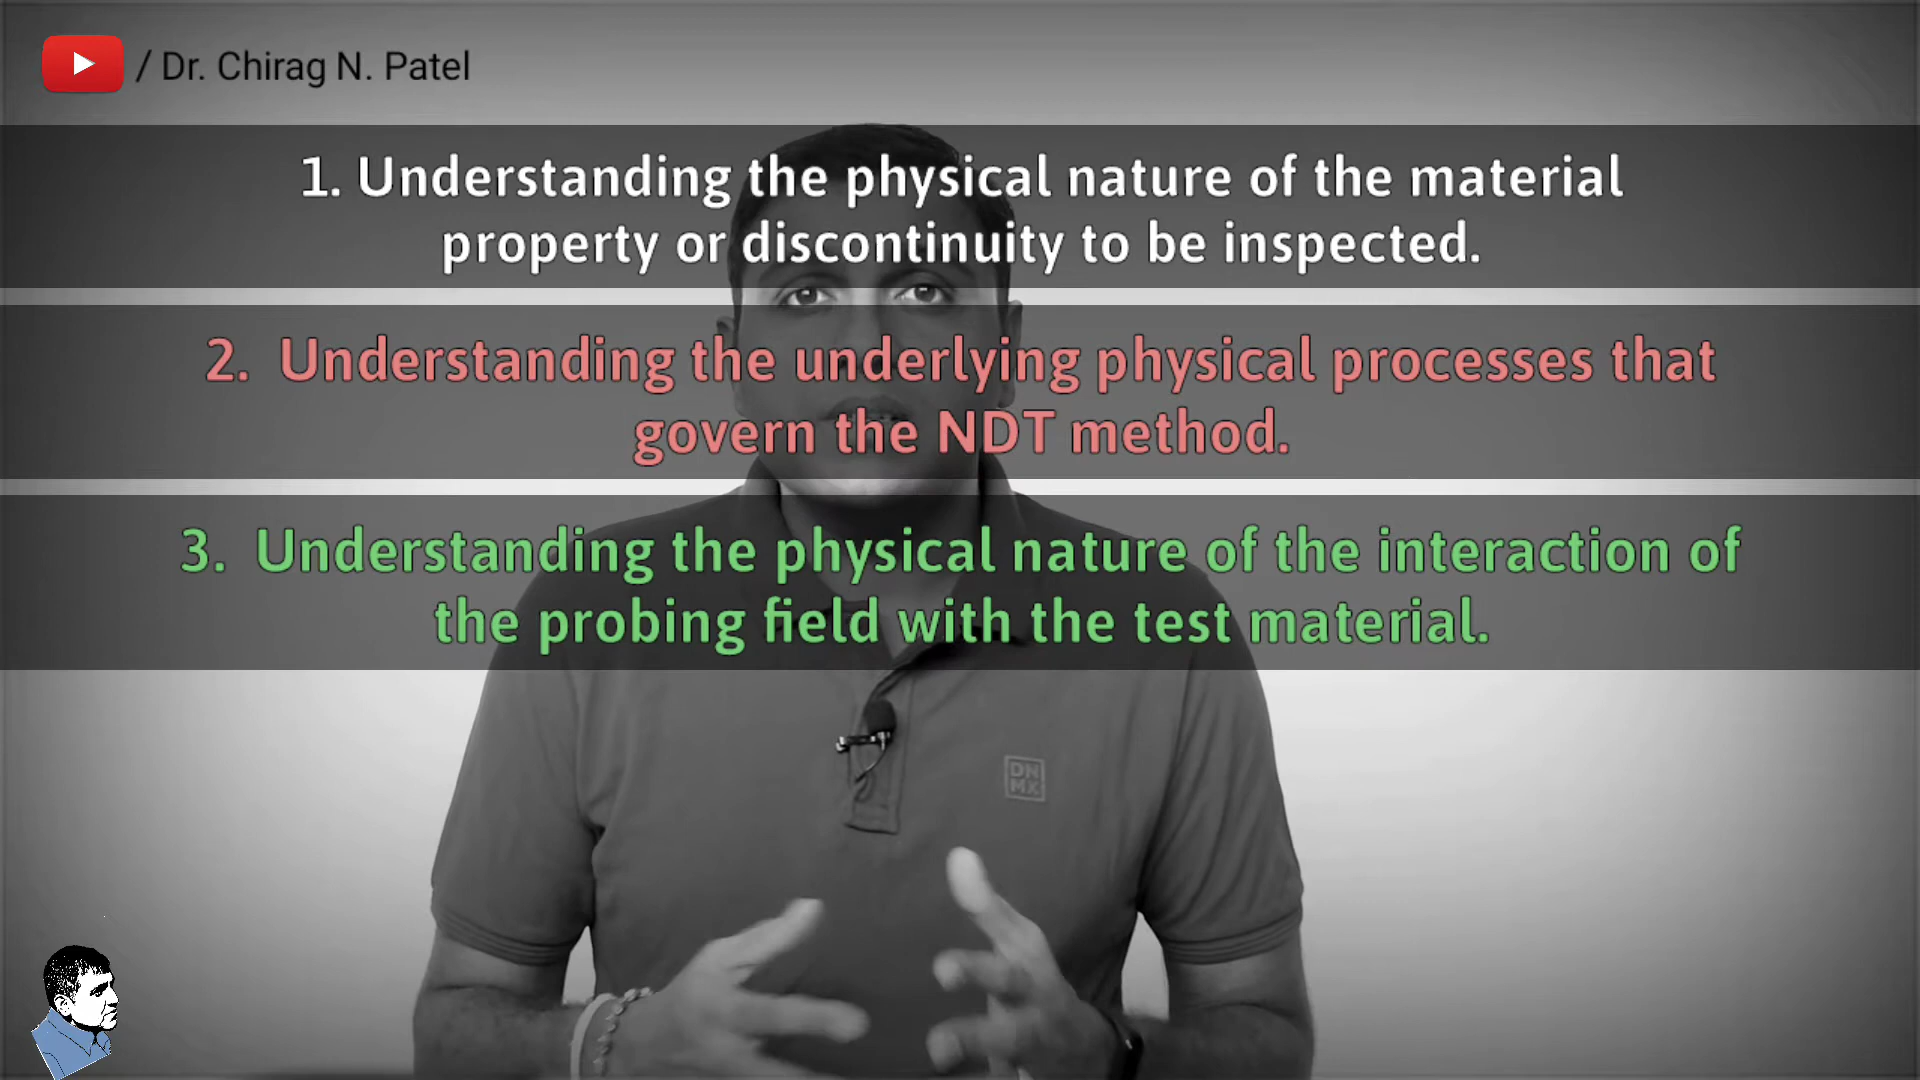 / Dr. Chirag N. Patel
1. Understanding the physical nature of the material
property or discontinuity to be inspected.
2. Understanding the underlying physical processes that
govern the NDT method.
3. Understanding the physical nature of the interaction of
the probing field with the test material.
DN
MX